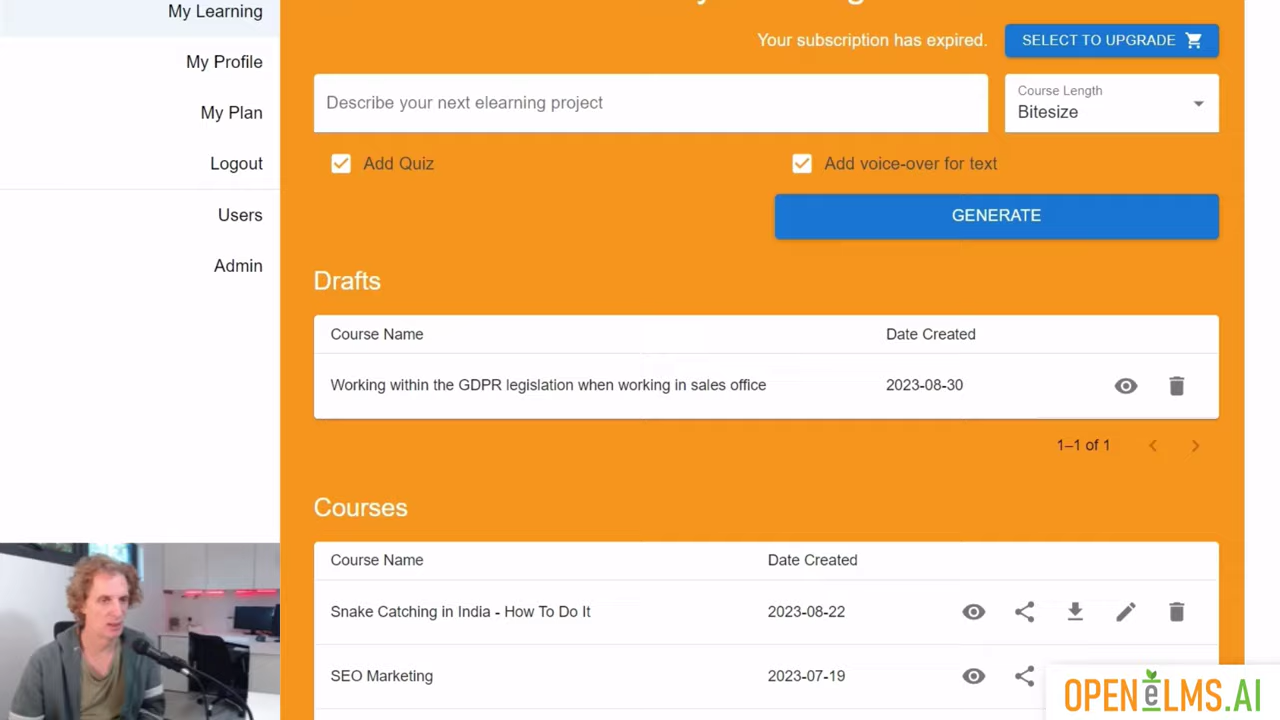 My Learning
My Profile
My Plan
Logout
Users
Admin
Your subscription has expired.
SELECT TO UPGRADE
Describe your next elearning project
Course Length
Bitesize
Add Quiz
Add voice-over for text
GENERATE
Drafts
Course Name Date Created
Working within the GDPR legislation when working in sales office 2023-08-30
1–1 of 1
Courses
Course Name Date Created
Snake Catching in India - How To Do It 2023-08-22
SEO Marketing 2023-07-19
OPENeLMS.AI